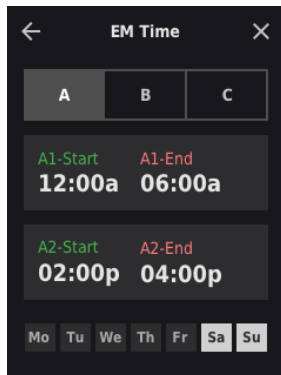 EM Time
A B C
A1-Start A1-End
12:00a 06:00a
A2-Start A2-End
02:00p 04:00p
Mo Tu We Th Fr Sa Su